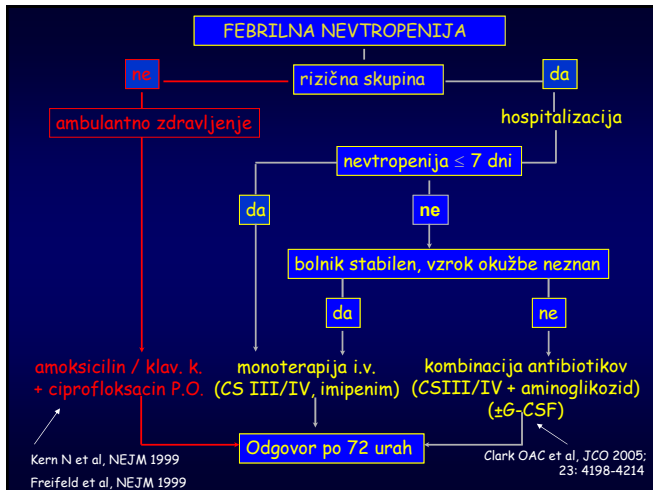 FEBRILNA NEVTROPENIJA
ne
rizična skupina
da
ambulantno zdravljenje
hospitalizacija
nevtropenija ≤ 7 dni
da
ne
bolnik stabilen, vzrok okužbe neznan
da
ne
amoksicilin / klav. k.
+ ciprofloksacin P.O.
monoterapija i.v.
(CS III/IV, imipenim)
kombinacija antibiotikov
(CSIII/IV + aminoglikozid)
(±G-CSF)
Odgovor po 72 urah
Kern N et al, NEJM 1999
Freifeld et al, NEJM 1999
Clark OAC et al, JCO 2005;
23: 4198-4214